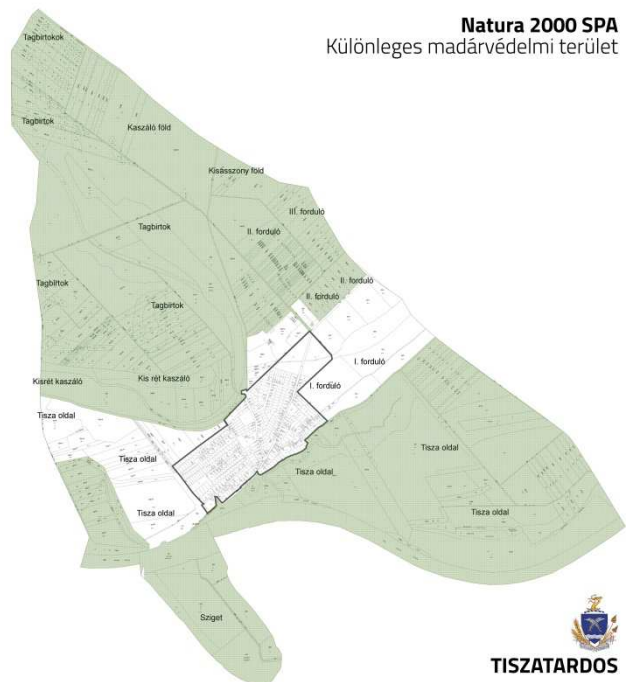 Natura 2000 SPA
Különleges madárvédelmi terület
Tagbirtokok
Tagbirtok
Kaszáló föld
Kisásszony föld
III. forduló
II. forduló
Tagbirtok
II. forduló
Tagbirtok
Tagbirtok
II. forduló
I. forduló
Kisrét kaszáló
Kis rét kaszáló
I. forduló
Tisza oldal
Tisza oldal
Tisza oldal
Tisza oldal
Tisza oldal
Tisza oldal
Sziget
TISZATARDOS